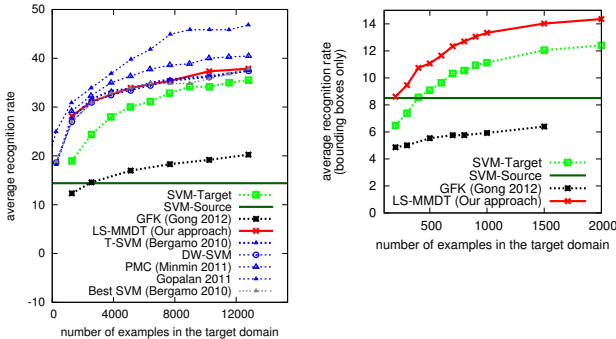 50
40
30
20
10
0
-10
0
4000
8000
12000
average recognition rate
number of examples in the target domain
SVM-Target
SVM-Source
GFK (Gong 2012)
LS-MMDT (Our approach)
T-SVM (Bergamo 2010)
DW-SVM
PMC (Minmin 2011)
Gopalan 2011
Best SVM (Bergamo 2010)
14
12
10
8
6
4
2
0
500
1000
1500
2000
average recognition rate
(bounding boxes only)
number of examples in the target domain
SVM-Target
SVM-Source
GFK (Gong 2012)
LS-MMDT (Our approach)